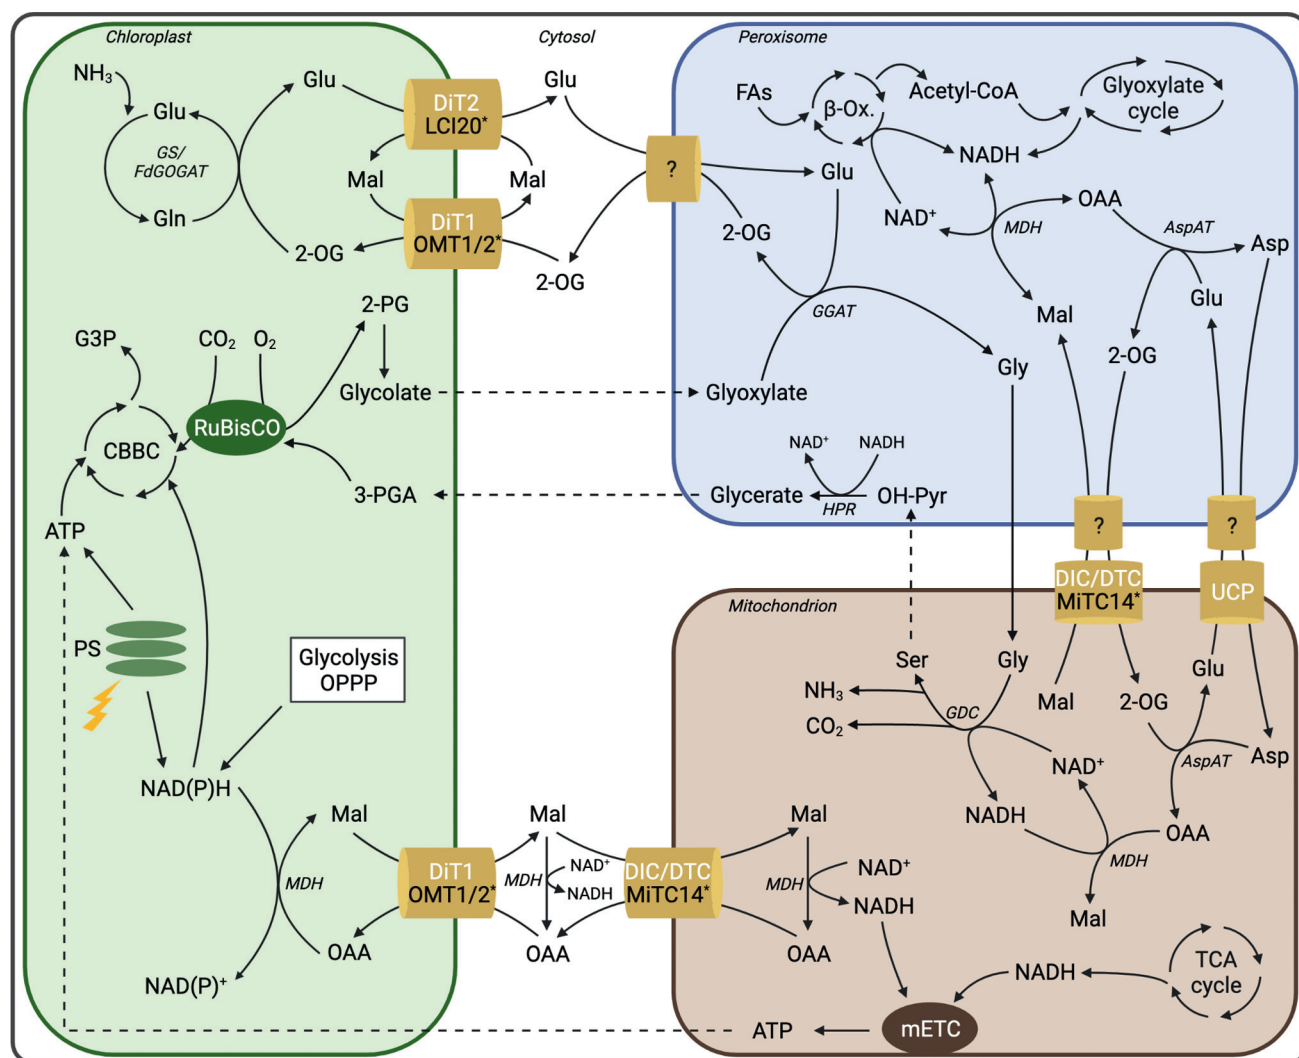 Chloroplast
Cytosol
Peroxisome
NH₃
Glu
Glu
GS/
FdGOGAT
Gln
2-OG
DiT2
LCI20*
Mal
Mal
DiT1
OMT1/2*
Glu
2-OG
?
FAs
β-Ox.
Acetyl-CoA
Glyoxylate
cycle
NADH
NAD⁺
Glu
2-OG
GGAT
MDH
OAA
AspAT
Asp
Glu
Mal
2-OG
Gly
G3P
CO₂
O₂
2-PG
Glycolate
Glyoxylate
RuBisCO
CBBC
3-PGA
Glycerate
NAD⁺
NADH
HPR
OH-Pyr
ATP
PS
Glycolysis
OPPP
NAD(P)H
MDH
Mal
OAA
NAD(P)⁺
DiT1
OMT1/2*
Mal
MDH
NAD⁺
NADH
OAA
DIC/DTC
MiTC14*
?
?
DIC/DTC
MiTC14*
UCP
Mitochondrion
Ser
Gly
NH₃
CO₂
GDC
Mal
2-OG
Glu
Asp
AspAT
NAD⁺
NADH
OAA
MDH
Mal
Mal
MDH
NAD⁺
NADH
OAA
NADH
TCA
cycle
mETC
ATP